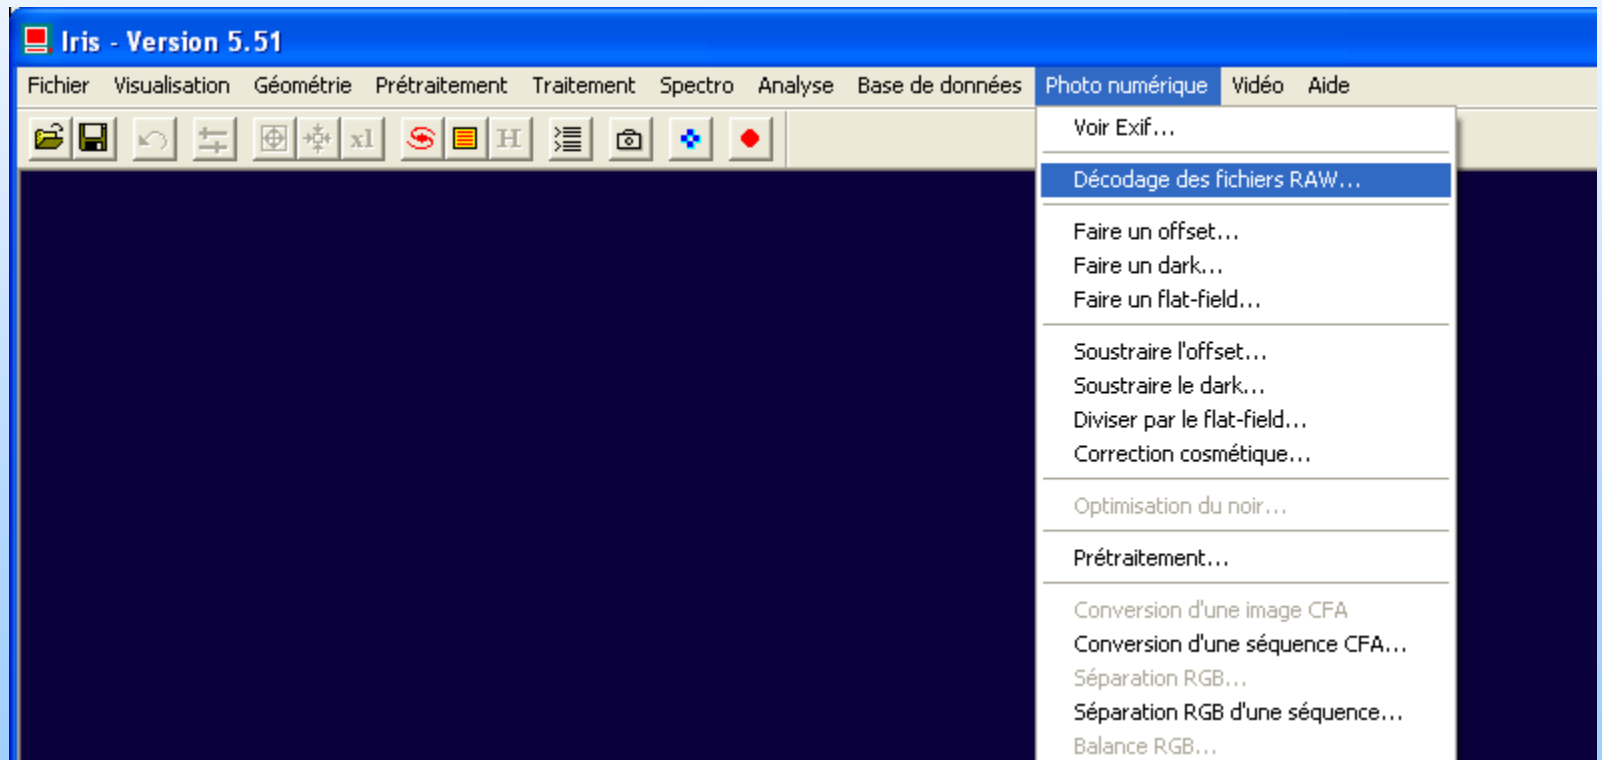 Iris - Version 5.51
Fichier Visualisation Géométrie Prétraitement Traitement Spectro Analyse Base de données Photo numérique Vidéo Aide
x1 H
Voir Exif...
Décodage des fichiers RAW...
Faire un offset...
Faire un dark...
Faire un flat-field...
Soustraire l'offset...
Soustraire le dark...
Diviser par le flat-field...
Correction cosmétique...
Optimisation du noir...
Prétraitement...
Conversion d'une image CFA
Conversion d'une séquence CFA...
Séparation RGB...
Séparation RGB d'une séquence...
Balance RGB...